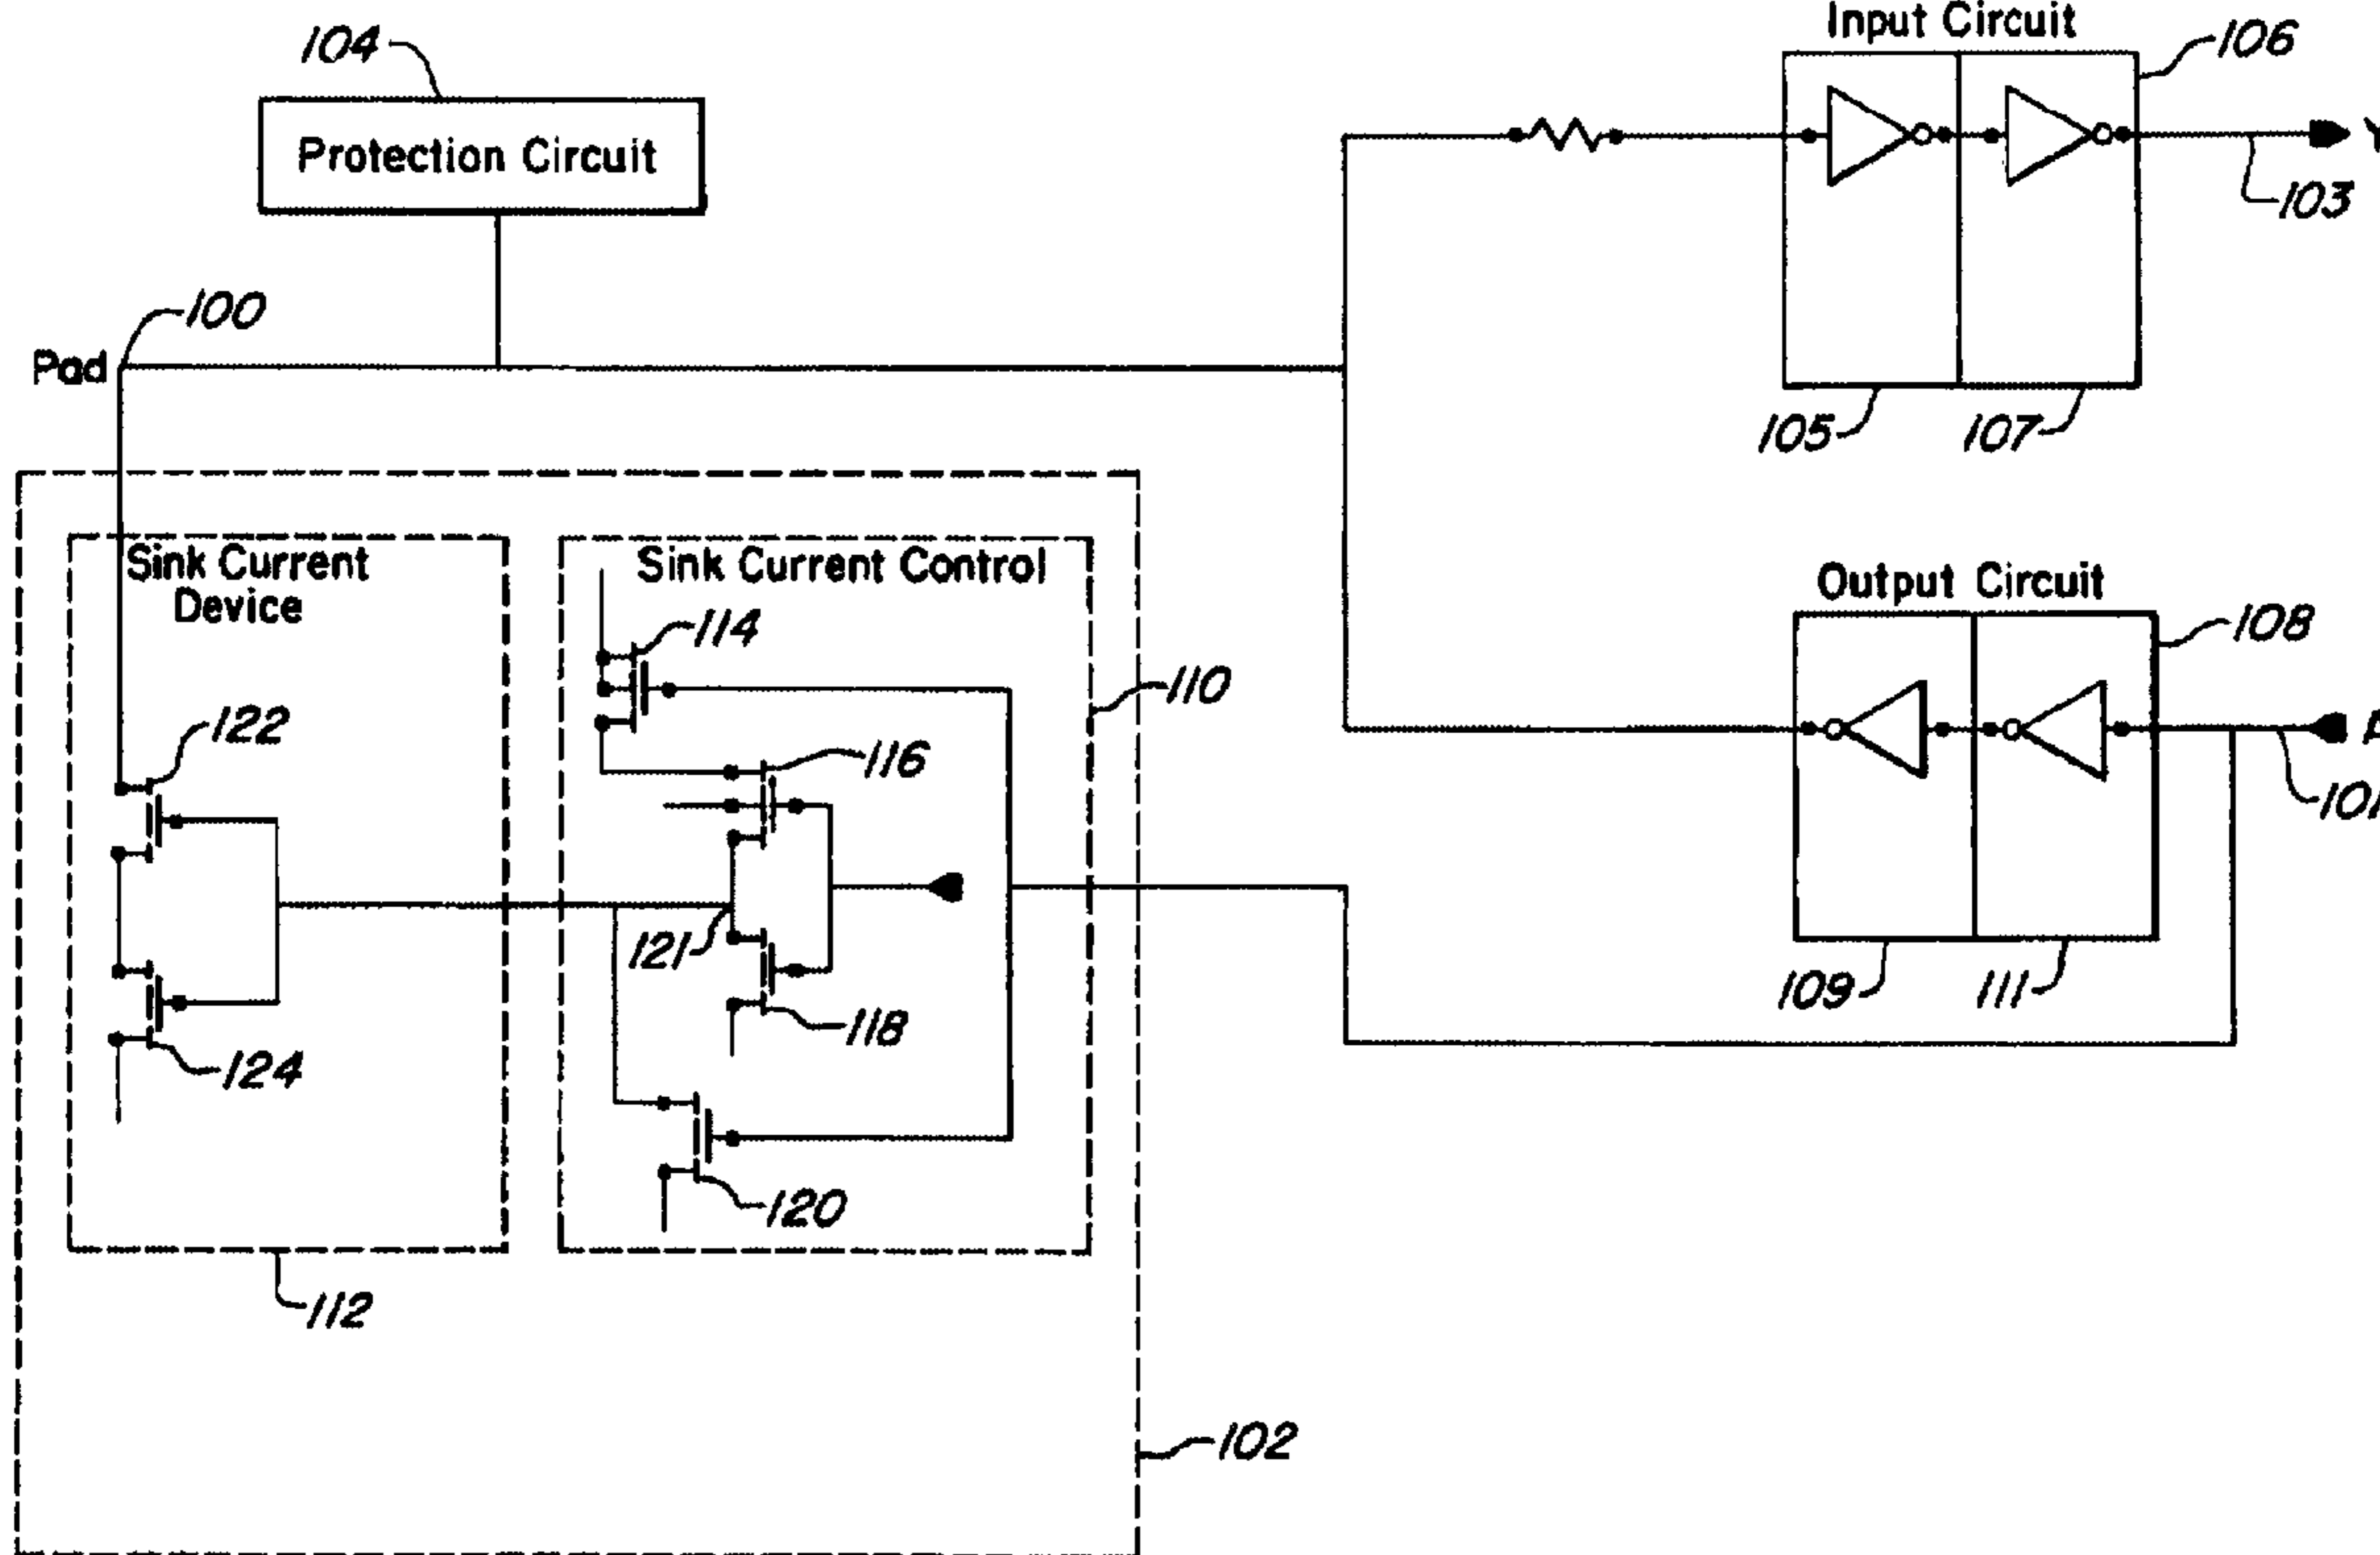 Input Circuit
104
106
Protection Circuit
Y
103
100
Pad
105
107
Sink Current
Device
Sink Current Control
Output Circuit
114
108
110
122
116
101
121
109
111
118
124
120
112
102